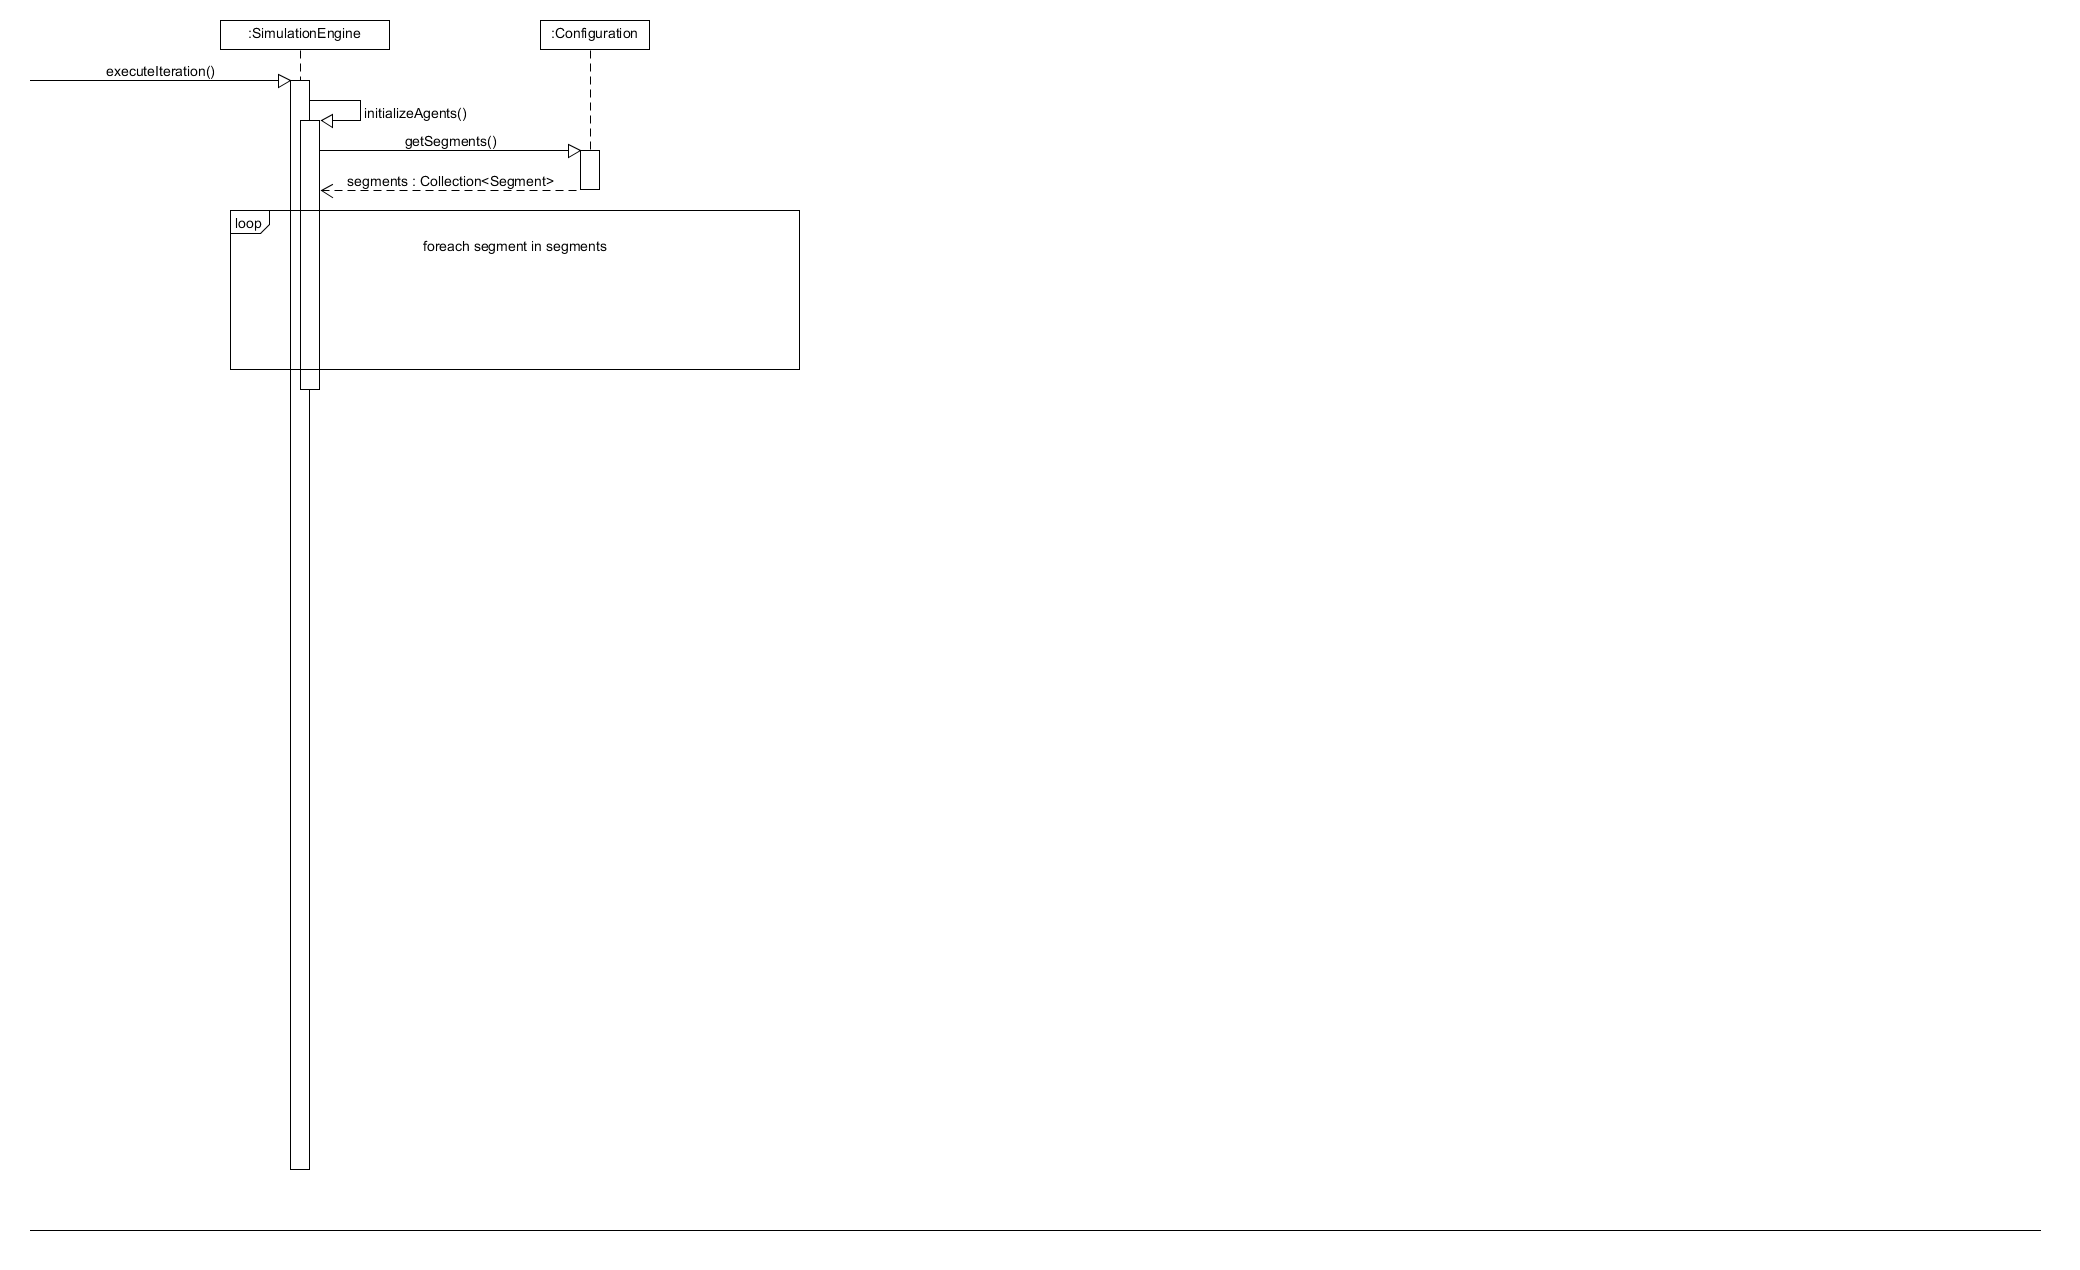 :SimulationEngine
:Configuration
executeIteration()
initializeAgents()
getSegments()
segments : Collection<Segment>
loop
foreach segment in segments